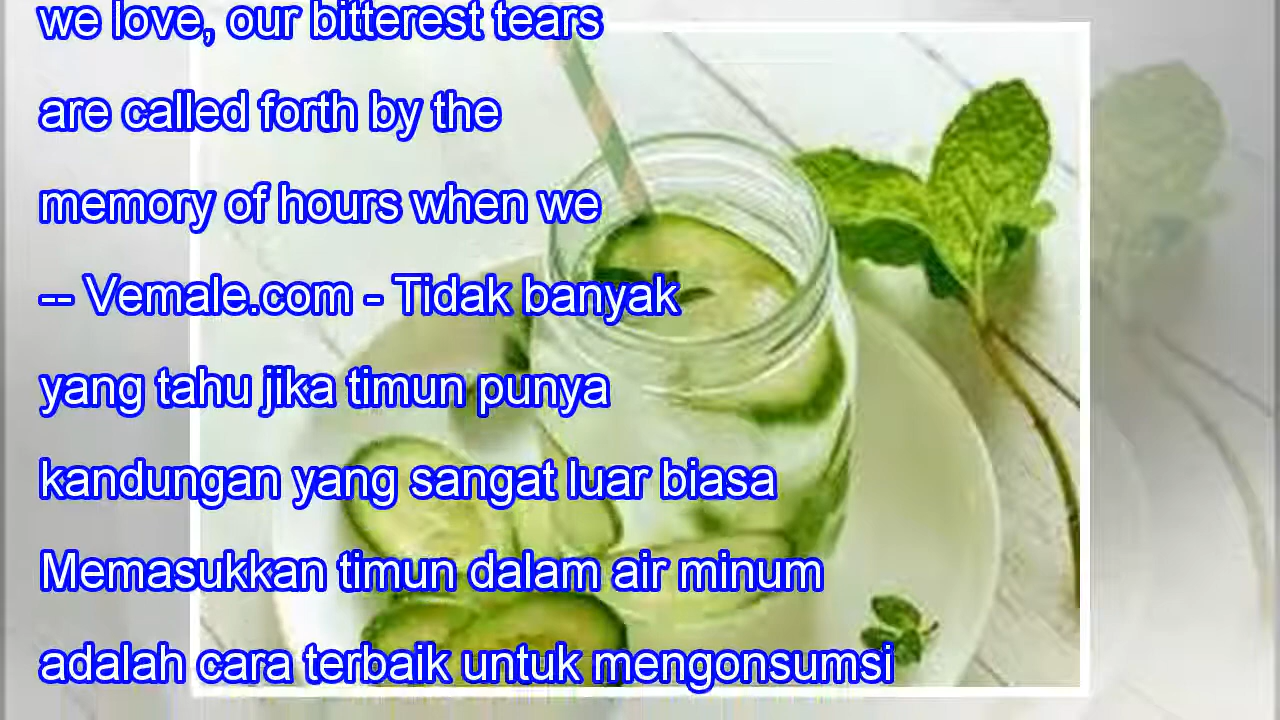 we love, our bitterest tears
are called forth by the
memory of hours when we
-- Vemale.com - Tidak banyak
yang tahu jika timun punya
kandungan yang sangat luar biasa
Memasukkan timun dalam air minum
adalah cara terbaik untuk mengonsumsi